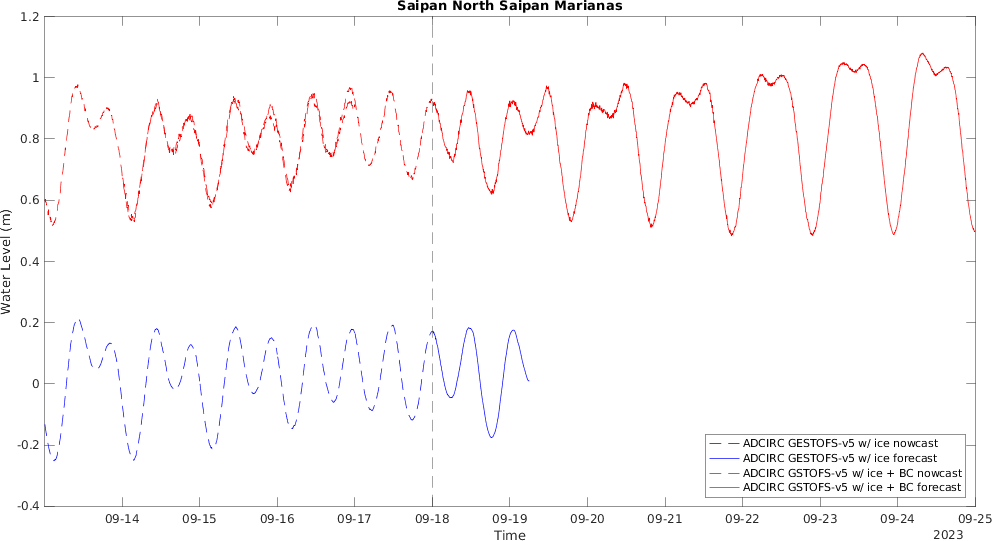 Saipan North Saipan Marianas
1.2
1
0.8
0.6
0.4
0.2
0
-0.2
-0.4
Water Level (m)
ADCIRC GESTOFS-v5 w/ ice nowcast
ADCIRC GESTOFS-v5 w/ ice forecast
ADCIRC GSTOFS-v5 w/ ice + BC nowcast
ADCIRC GSTOFS-v5 w/ ice + BC forecast
09-14 09-15 09-16 09-17 09-18 09-19 09-20 09-21 09-22 09-23 09-24 09-25
Time
2023